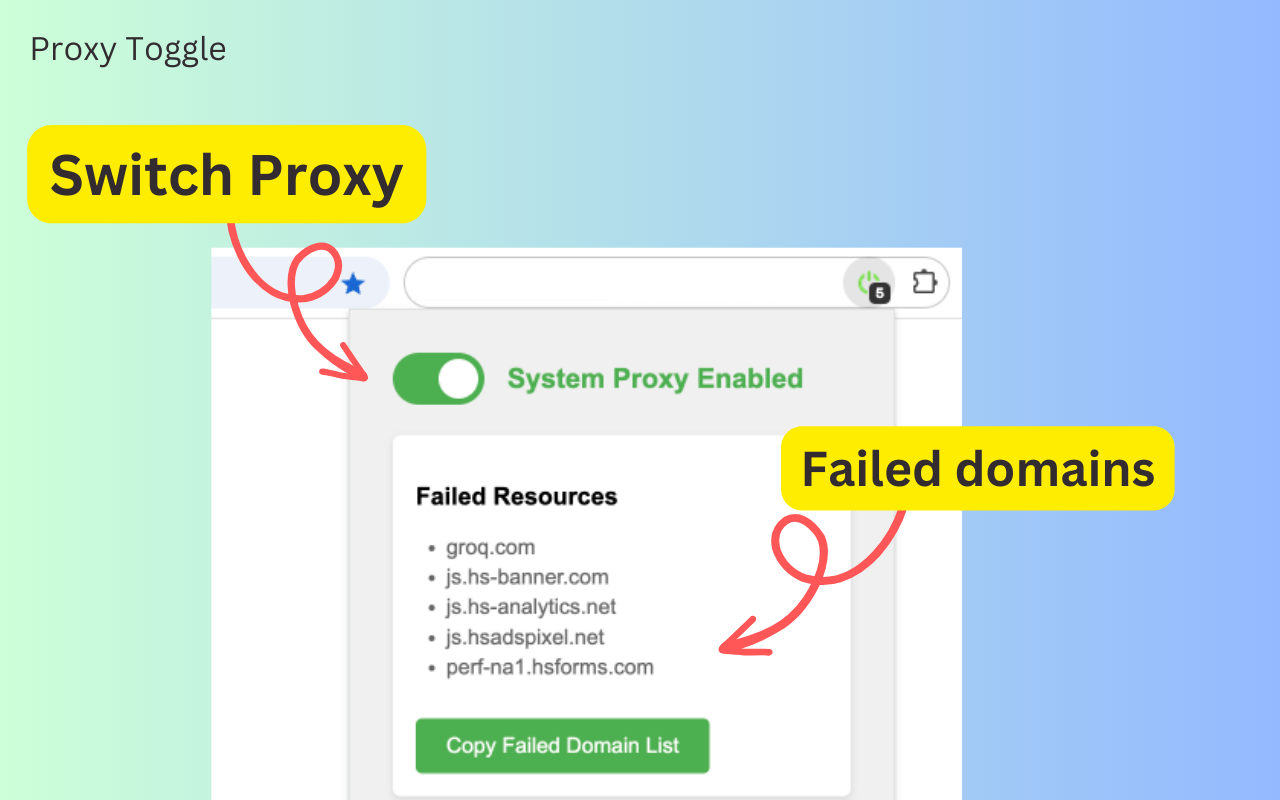 Proxy Toggle
Switch Proxy
5
System Proxy Enabled
Failed domains
Failed Resources
groq.com
js.hs-banner.com
js.hs-analytics.net
js.hsadspixel.net
perf-na1.hsforms.com
Copy Failed Domain List